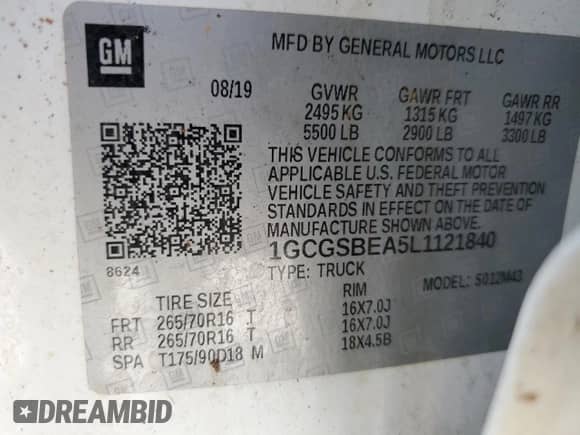 GM
MFD BY GENERAL MOTORS LLC
08/19 GVWR GAWR FRT GAWR RR
2495 KG 1315 KG 1497 KG
5500 LB 2900 LB 3300 LB
THIS VEHICLE CONFORMS TO ALL
APPLICABLE U.S. FEDERAL MOTOR
VEHICLE SAFETY AND THEFT PREVENTION
STANDARDS IN EFFECT ON THE DATE OF
MANUFACTURE SHOWN ABOVE.
8624 1GCGSBEA5L1121840
TYPE: TRUCK MODEL: S012M43
TIRE SIZE RIM
FRT 265/70R16 T 16X7.0J
RR 265/70R16 T 16X7.0J
SPA T175/90D18 M 18X4.5B
DREAMBID